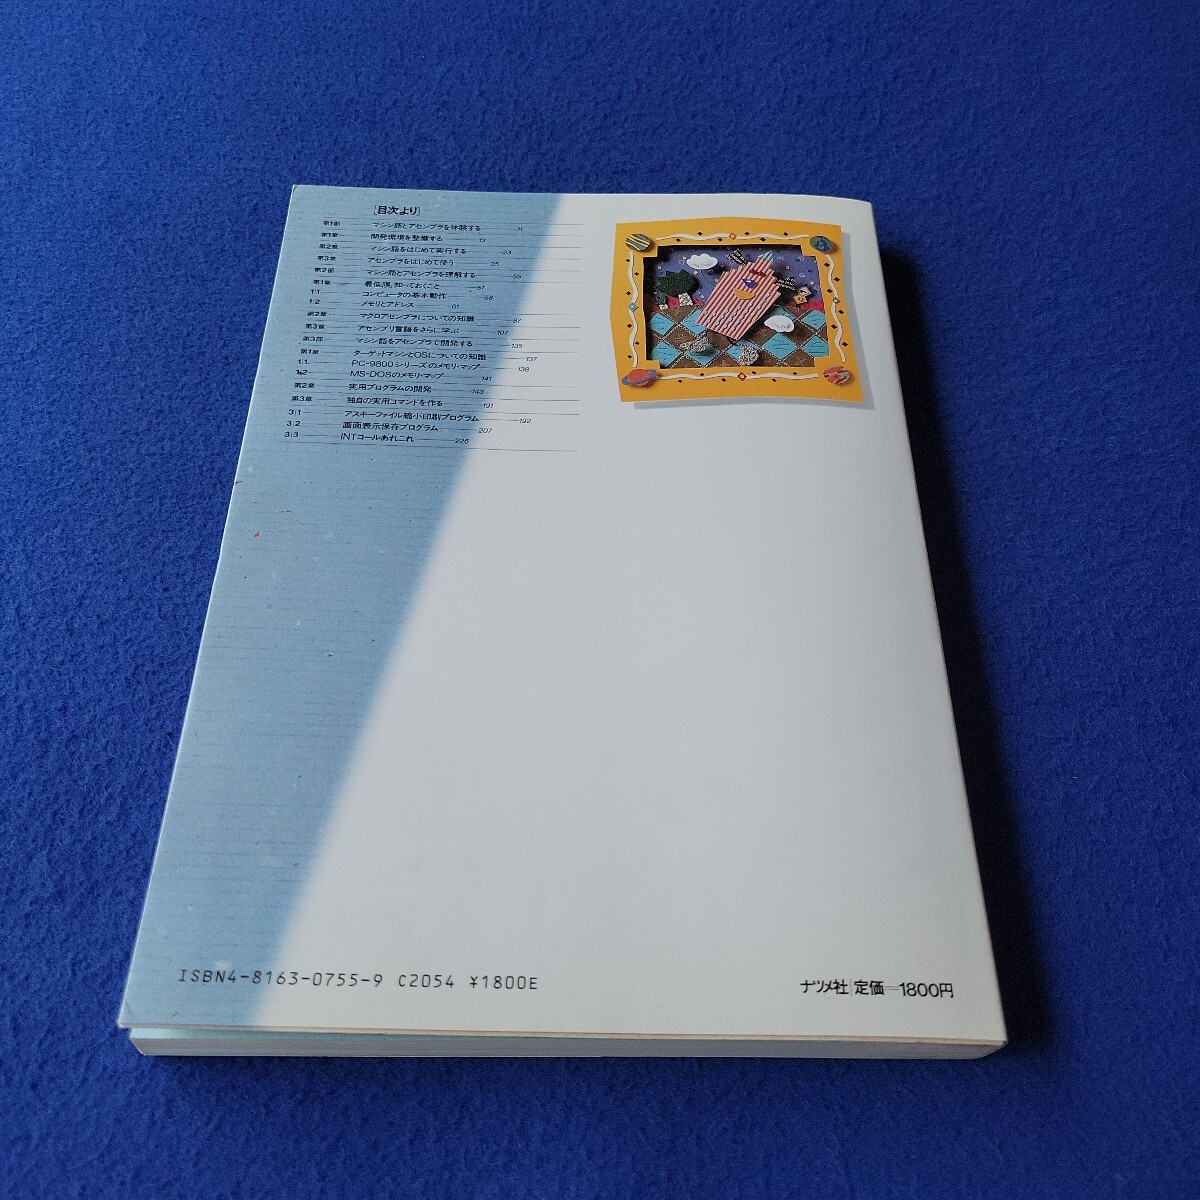 [目次より]
第1部 マシン語とアセンブラを体験する 11
第1章 開発環境を整備する 13
第2章 マシン語をはじめて実行する 23
第3章 アセンブラをはじめて使う 35
第2部 マシン語とアセンブラを理解する 55
第1章 最低限,知っておくこと 57
1|1 コンピュータの基本動作 58
1|2 メモリとアドレス 61
第2章 マクロアセンブラについての知識 87
第3章 アセンブリ言語をさらに学ぶ 107
第3部 マシン語をアセンブラで開発する 135
第1章 ターゲットマシンとOSについての知識 137
1|1 PC-9800シリーズのメモリ・マップ 138
1|2 MS-DOSのメモリ・マップ 141
第2章 実用プログラムの開発 143
第3章 独自の実用コマンドを作る 191
3|1 アスキーファイル縮小印刷プログラム 192
3|2 画面表示保存プログラム 207
3|3 INTコールあれこれ 226
ISBN4-8163-0755-9 C2054 ¥1800E
ナツメ社|定価=1800円